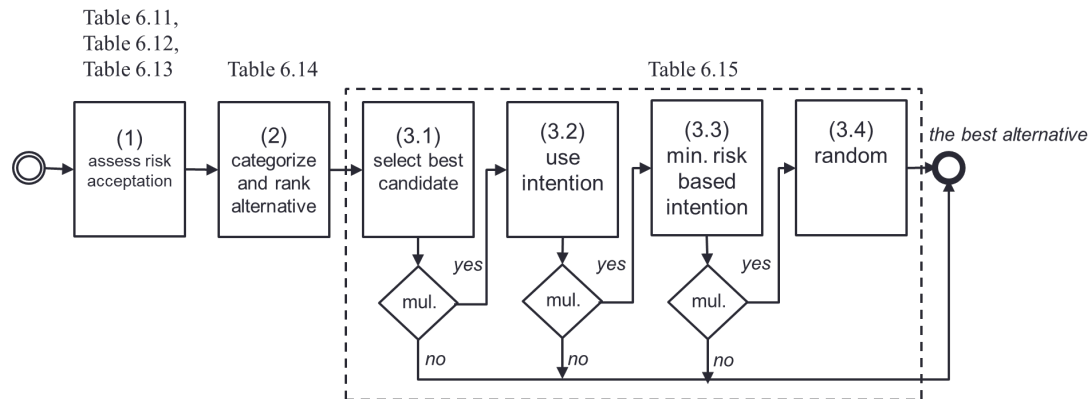 Table 6.11,
Table 6.12,
Table 6.13
Table 6.14
Table 6.15
(1)
assess risk
acceptation
(2)
categorize
and rank
alternative
(3.1)
select best
candidate
(3.2)
use
intention
(3.3)
min. risk
based
intention
(3.4)
random
the best alternative
yes
yes
yes
mul.
mul.
mul.
no
no
no